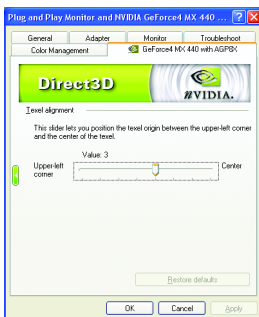 Plug and Play Monitor and NVIDIA GeForce4 MX 440 ...
General Adapter Monitor Troubleshoot
Color Management GeForce4 MX 440 with AGP8X
Direct3D
NVIDIA.
Texel alignment
This slider lets you position the texel origin between the upper-left corner
and the center of the texel.
Value: 3
Upper-left
corner
Center
Restore defaults
OK Cancel Apply